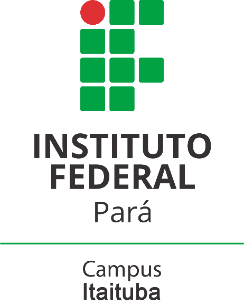 INSTITUTO
FEDERAL
Pará
Campus
Itaituba